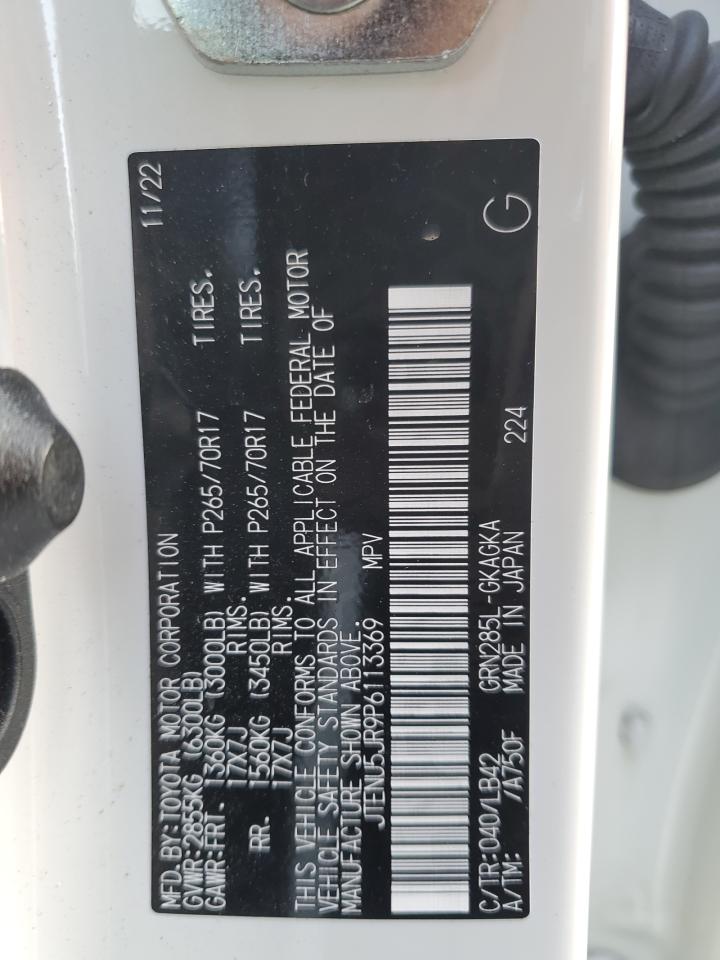 MFD. BY:TOYOTA MOTOR CORPORATION 11/22
GVWR:2855KG (6300LB)
GAWR:FRT. 1360KG (3000LB) WITH P265/70R17 TIRES.
17X7J RIMS.
RR. 1560KG (3450LB) WITH P265/70R17 TIRES.
17X7J RIMS.
THIS VEHICLE CONFORMS TO ALL APPLICABLE FEDERAL MOTOR
VEHICLE SAFETY STANDARDS IN EFFECT ON THE DATE OF
MANUFACTURE SHOWN ABOVE.
JTENU5JR9P6113369 MPV
C/TR:040/LB42 GRN285L-GKAGKA 224 G
A/TM: /A750F MADE IN JAPAN